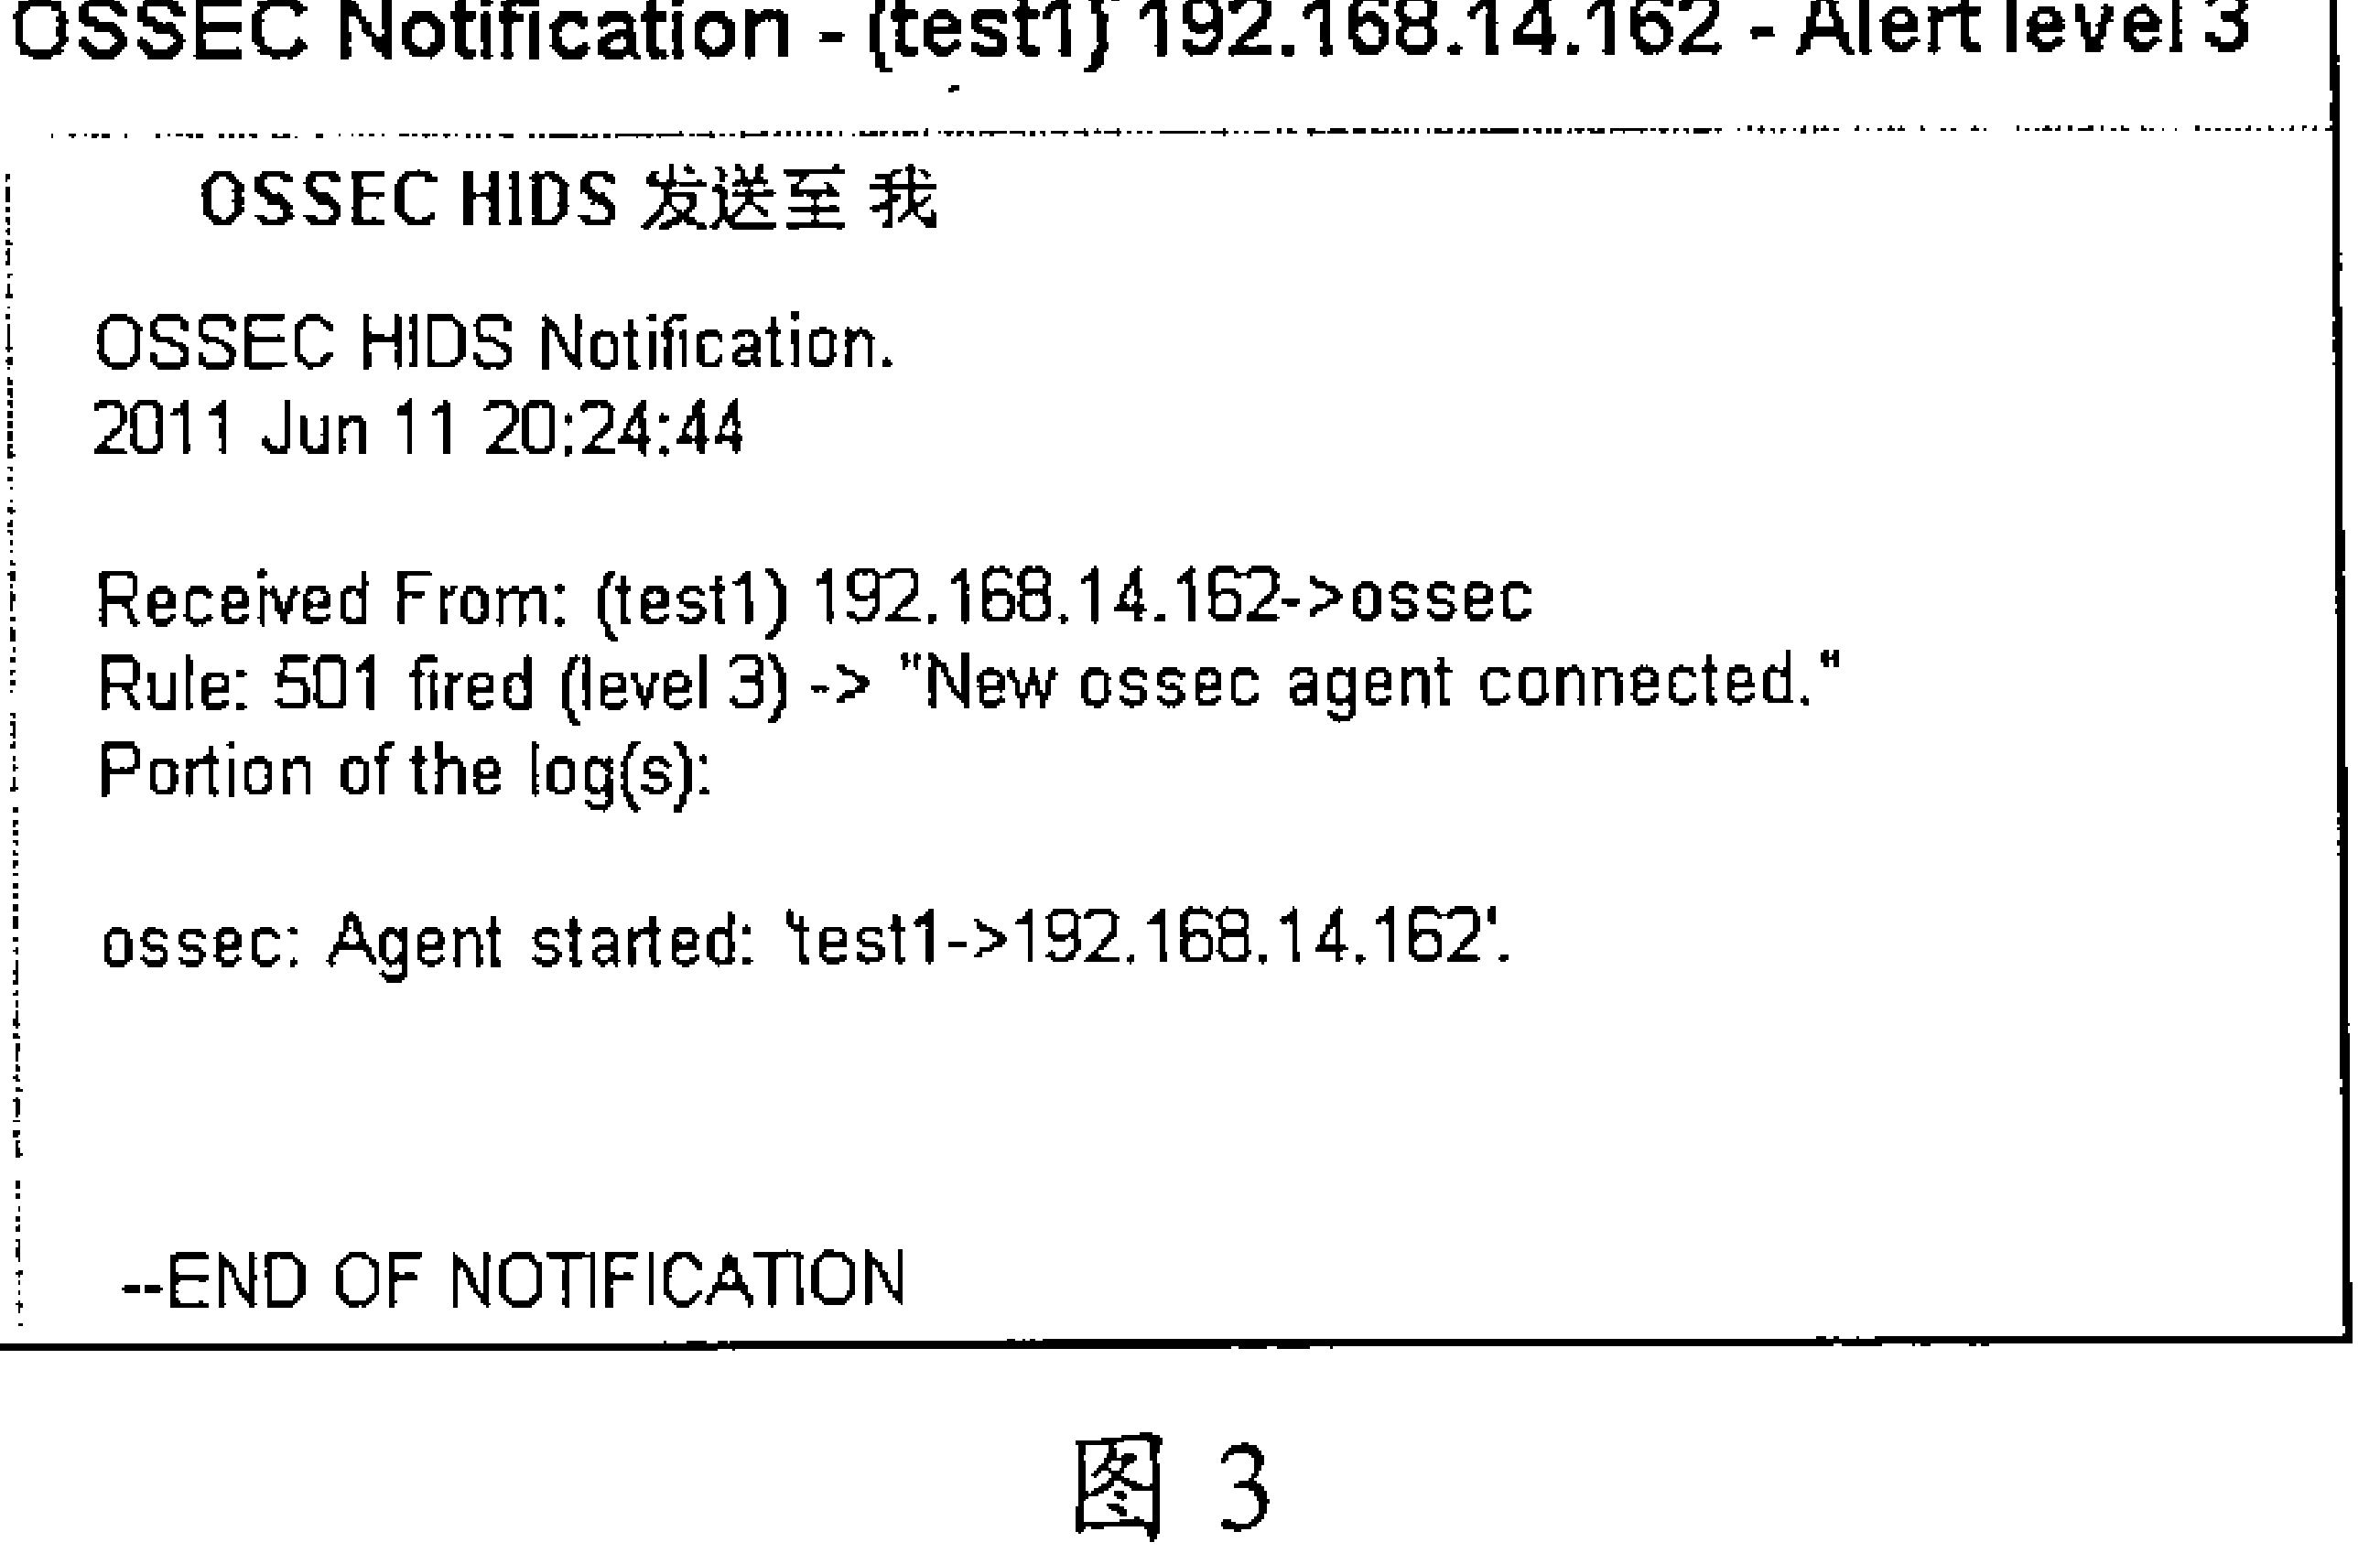 OSSEC Notification - (test1) 192.168.14.162 - Alert level 3
OSSEC HIDS 发送至 我
OSSEC HIDS Notification.
2011 Jun 11 20:24:44
Received From: (test1) 192.168.14.162->ossec
Rule: 501 fired (level 3) -> "New ossec agent connected."
Portion of the log(s):
ossec: Agent started: 'test1->192.168.14.162'.
--END OF NOTIFICATION
图 3